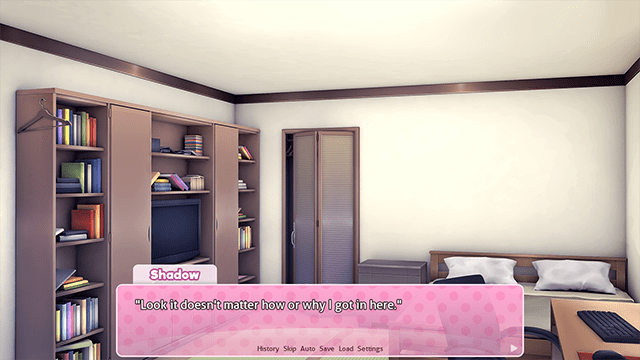 Shadow
"Look it doesn't matter how or why I got in here."
History Skip Auto Save Load Settings